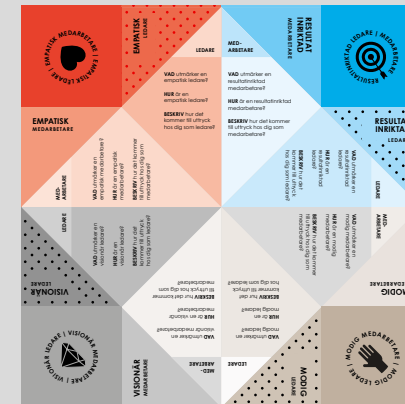 EMPATISK MEDARBETARE | EMPATISK LEDARE |
EMPATISK
LEDARE
LEDARE
VAD utmärker en
empatisk ledare?
HUR är en
empatisk ledare?
BESKRIV hur det
kommer till uttryck
hos dig som ledare?
MED-
ARBETARE
RESULTAT
INRIKTAD
MEDARBETARE
VAD utmärker en
resultatinriktad
medarbetare?
HUR är en resultatinriktad
medarbetare?
BESKRIV hur det kommer
till uttryck hos dig som
medarbetare?
RESULTATINRIKTAD LEDARE | MEDARBETARE |
EMPATISK
MEDARBETARE
MED-
ARBETARE
VAD utmärker en
empatisk medarbetare?
HUR är en empatisk
medarbetare?
BESKRIV hur det kommer
till uttryck hos dig som
medarbetare?
RESULTA
INRIKTA
LEDAR
LEDARE
VAD utmärker en
resultatinriktad
ledare?
HUR är en
resultatinriktad
ledare?
BESKRIV hur det
kommer till uttryck
hos dig som ledare?
VISIONÄR
LEDARE
LEDARE
VAD utmärker en
visionär ledare?
HUR är en
visionär ledare?
BESKRIV hur det
kommer till uttryck
hos dig som ledare?
MODIG
MED-
ARBETARE
VAD utmärker en
modig medarbetare?
HUR är en modig
medarbetare?
BESKRIV hur det kommer
till uttryck hos dig som
medarbetare?
VISIONÄR LEDARE | VISIONÄR MEDARBETARE |
VISIONÄR
MEDARBETARE
MED-
ARBETARE
VAD utmärker en
visionär medarbetare?
HUR är en visionär
medarbetare?
BESKRIV hur det kommer
till uttryck hos dig som
medarbetare?
MODIG
LEDARE
LEDARE
VAD utmärker en
modig ledare?
HUR är en
modig ledare?
BESKRIV hur det kommer
till uttryck
hos dig som ledare?
MODIG MEDARBETARE | MODIG LEDARE |